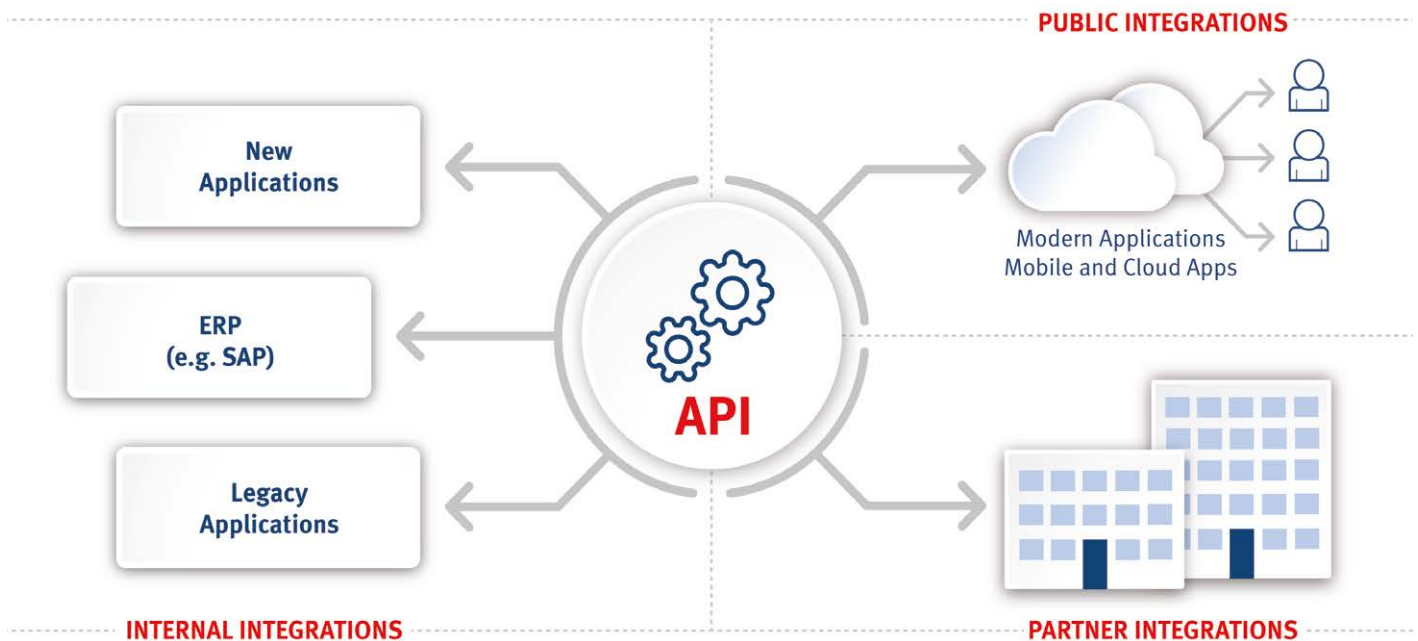 PUBLIC INTEGRATIONS
New
Applications
ERP
(e.g. SAP)
Legacy
Applications
API
Modern Applications
Mobile and Cloud Apps
INTERNAL INTEGRATIONS
PARTNER INTEGRATIONS